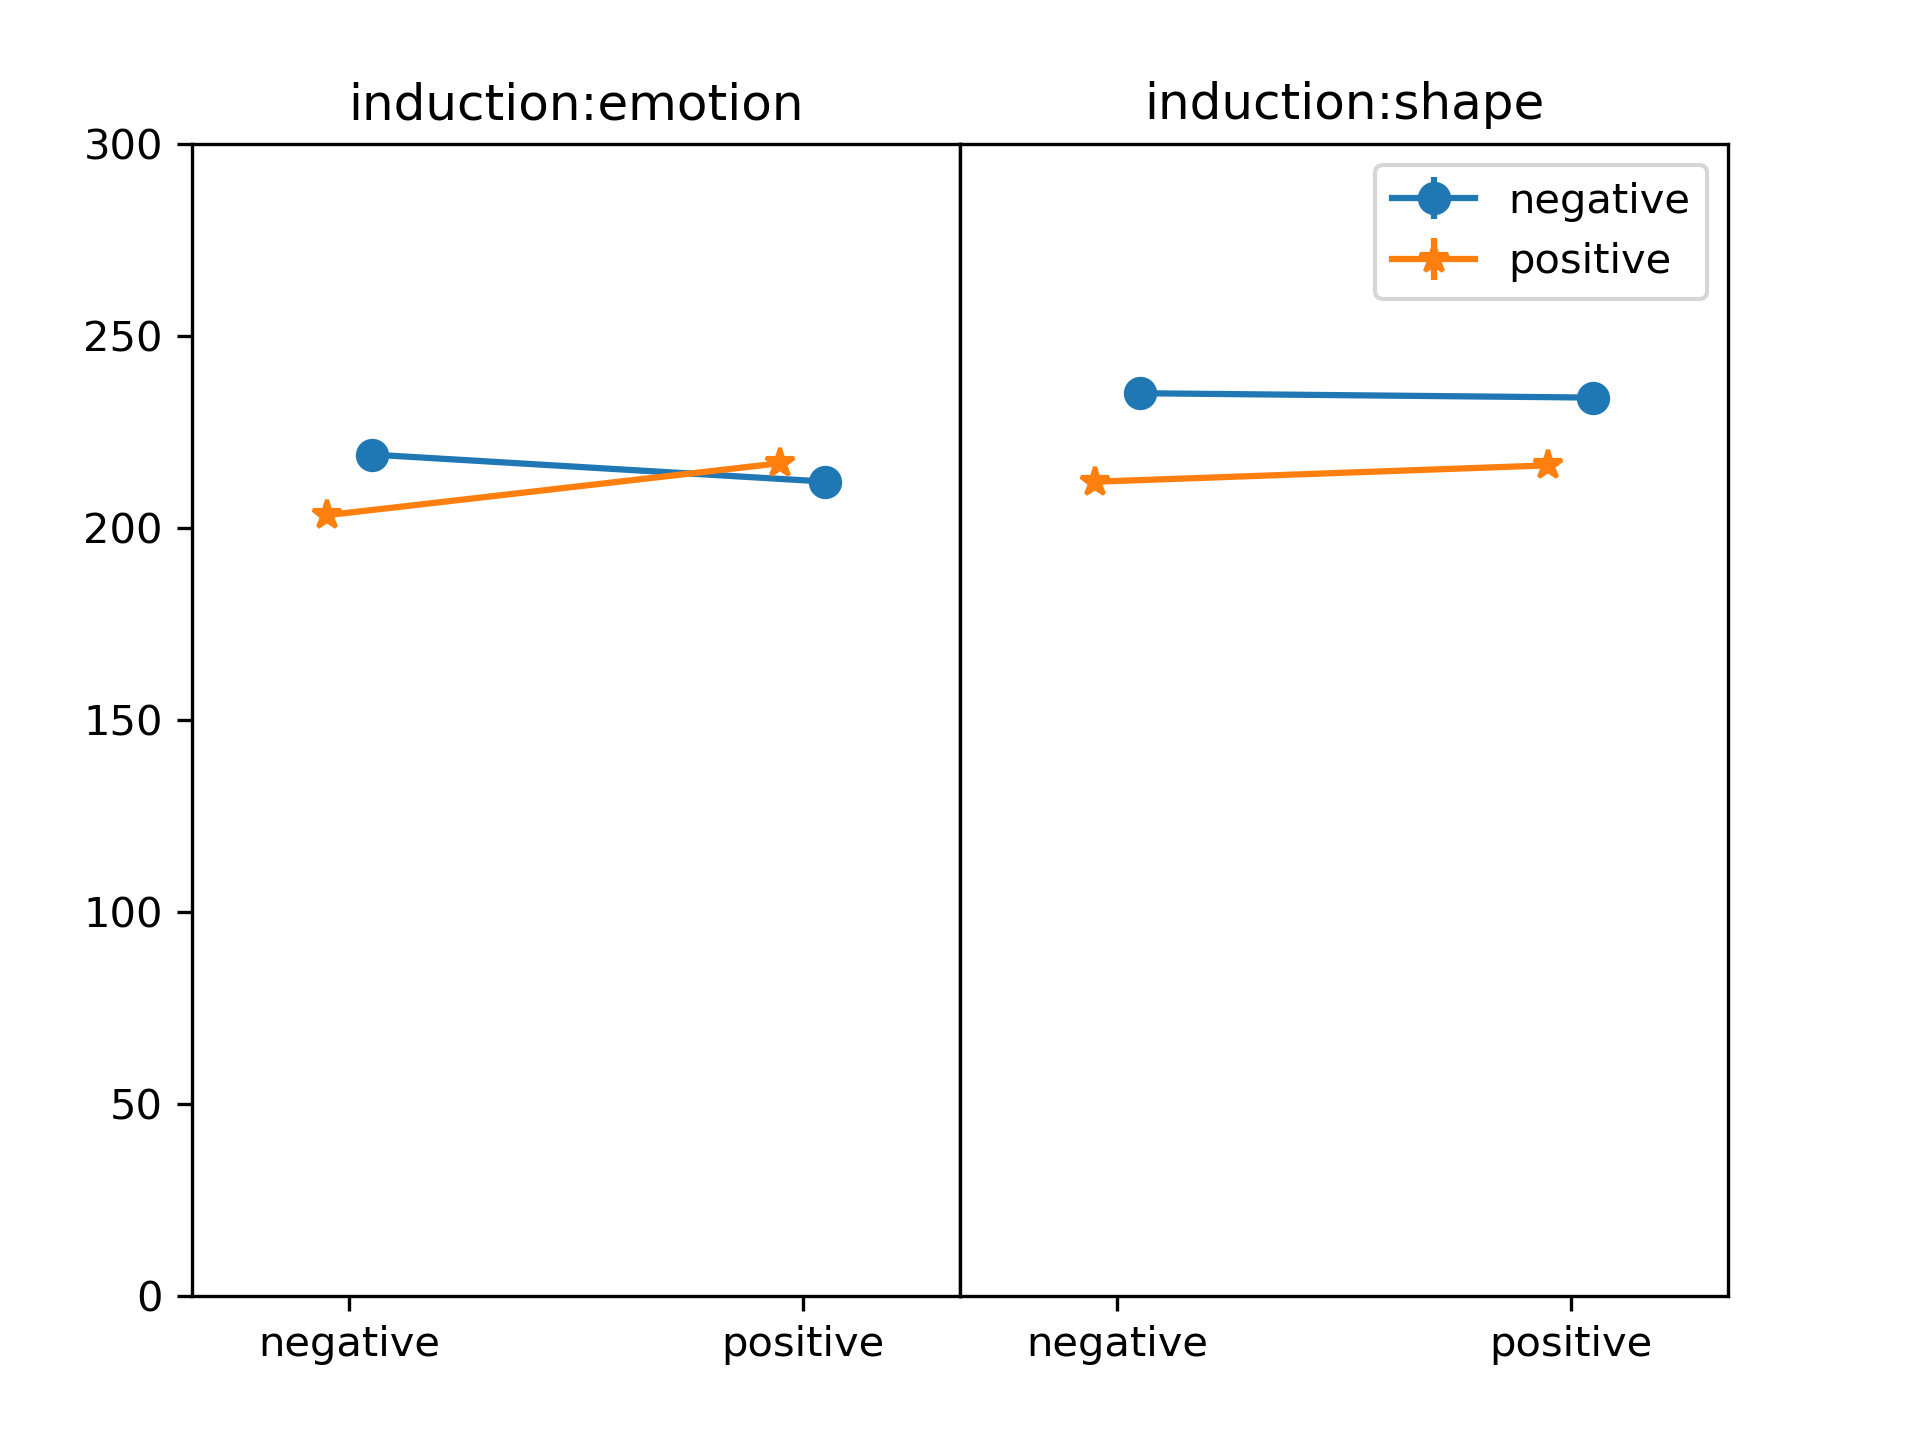 induction:emotion
induction:shape
300
250
200
150
100
50
0
negative
positive
negative
positive
negative
positive